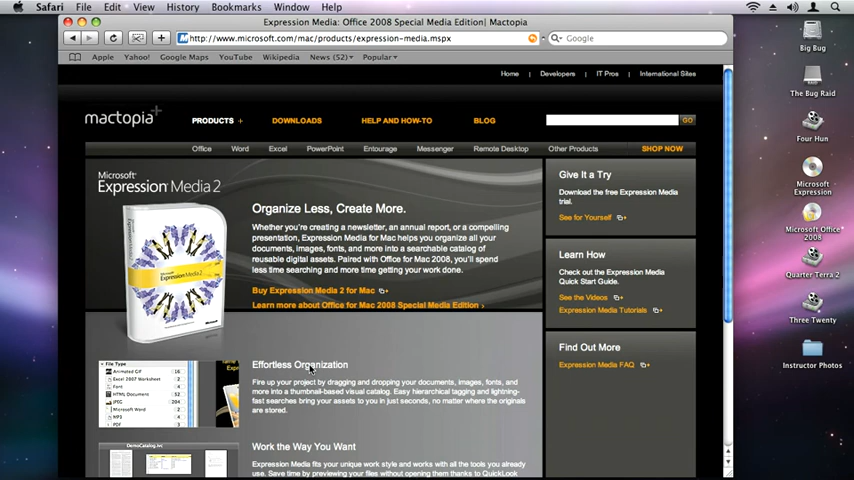 Safari File Edit View History Bookmarks Window Help
Expression Media: Office 2008 Special Media Edition| Mactopia
http://www.microsoft.com/mac/products/expression-media.mspx
Google
Apple Yahoo! Google Maps YouTube Wikipedia News (52) Popular
Home | Developers | IT Pros | International Sites
mactopia
PRODUCTS + DOWNLOADS HELP AND HOW-TO BLOG
GO
Office Word Excel PowerPoint Entourage Messenger Remote Desktop Other Products SHOP NOW
Microsoft
Expression Media 2
Organize Less, Create More.
Whether you're creating a newsletter, an annual report, or a compelling
presentation, Expression Media for Mac helps you organize all your
documents, images, fonts, and more into a searchable catalog of
reusable digital assets. Paired with Office for Mac 2008, you'll spend
less time searching and more time getting your work done.
Buy Expression Media 2 for Mac
Learn more about Office for Mac 2008 Special Media Edition ›
Give It a Try
Download the free Expression Media
trial.
See for Yourself
Learn How
Check out the Expression Media
Quick Start Guide.
See the Videos
Expression Media Tutorials
Find Out More
Expression Media FAQ
File Type
Animated GIF 16
Excel 2007 Worksheet 2
Font 4
HTML Document 52
JPEG 204
Microsoft Word 2
MP3 4
PDF
Effortless Organization
Fire up your project by dragging and dropping your documents, images, fonts, and
more into a thumbnail-based visual catalog. Easy hierarchical tagging and lightning-
fast searches bring your assets to you in just seconds, no matter where the originals
are stored.
DemoCatalog.ivc
Work the Way You Want
Expression Media fits your unique work style and works with all the tools you already
use. Save time by previewing your files without opening them thanks to QuickLook
Big Bug
The Bug Raid
Four Hun
Microsoft
Expression
Microsoft Office
2008
Quarter Terra 2
Three Twenty
Instructor Photos